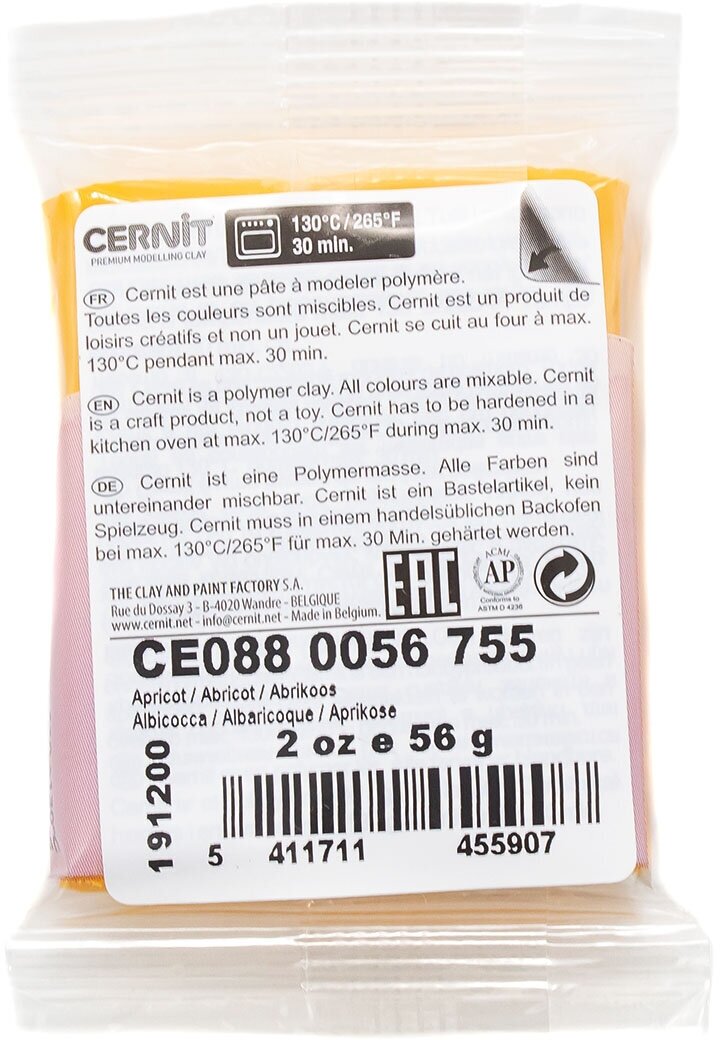 CERNiT
PREMIUM MODELLING CLAY
130°C/265°F
30 min.
FR Cernit est une pâte à modeler polymère.
Toutes les couleurs sont miscibles. Cernit est un produit de
loisirs créatifs et non un jouet. Cernit se cuit au four à max.
130°C pendant max. 30 min.
EN Cernit is a polymer clay. All colours are mixable. Cernit
is a craft product, not a toy. Cernit has to be hardened in a
kitchen oven at max. 130°C/265°F during max. 30 min.
DE Cernit ist eine Polymermasse. Alle Farben sind
untereinander mischbar. Cernit ist ein Bastelartikel, kein
Spielzeug. Cernit muss in einem handelsüblichen Backofen
bei max. 130°C/265°F für max. 30 Min. gehärtet werden.
THE CLAY AND PAINT FACTORY S.A.
Rue du Dossay 3 - B-4020 Wandre - BELGIQUE
www.cernit.net - info@cernit.net - Made in Belgium.
EAC
ACMI
AP
Conforms to
ASTM D 4236
CE088 0056 755
Apricot / Abricot / Abrikoos
Albicocca / Albaricoque / Aprikose
2 oz e 56 g
191200
5 411711 455907